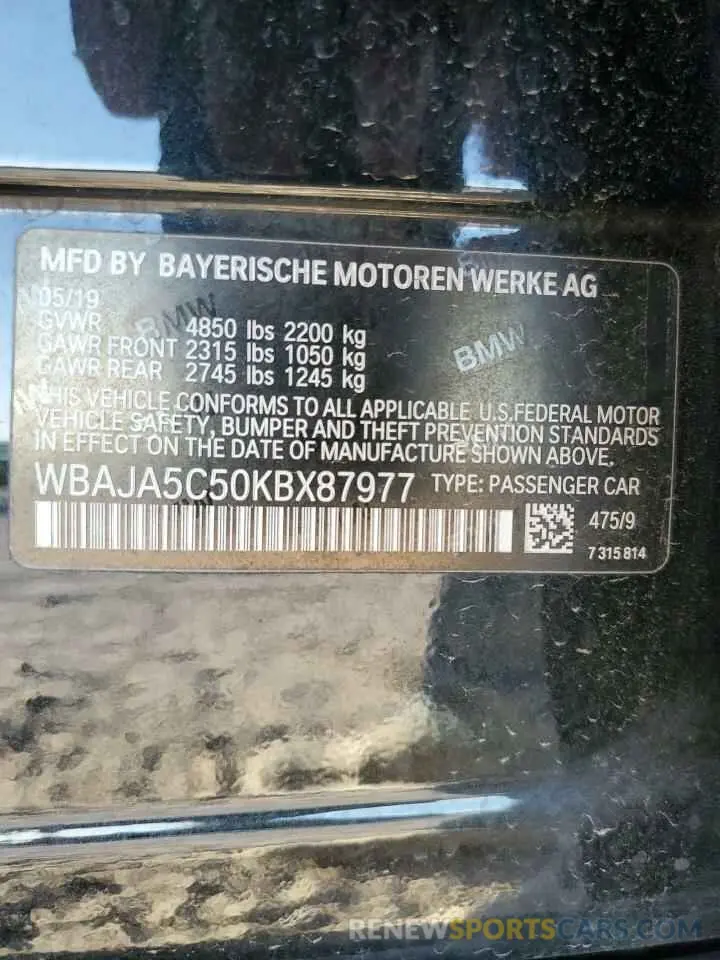 MFD BY BAYERISCHE MOTOREN WERKE AG
05/19
GVWR 4850 lbs 2200 kg
GAWR FRONT 2315 lbs 1050 kg
GAWR REAR 2745 lbs 1245 kg
THIS VEHICLE CONFORMS TO ALL APPLICABLE U.S.FEDERAL MOTOR
VEHICLE SAFETY, BUMPER AND THEFT PREVENTION STANDARDS
IN EFFECT ON THE DATE OF MANUFACTURE SHOWN ABOVE.
WBAJA5C50KBX87977 TYPE: PASSENGER CAR
475/9
7 315 814
BMW
BMW
RENEWSPORTSCARS.COM